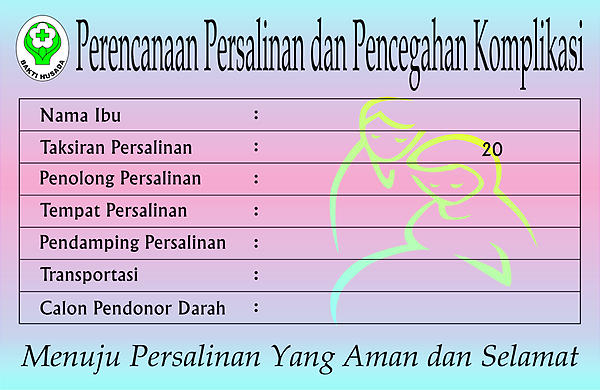 Perencanaan Persalinan dan Pencegahan Komplikasi
BAKTI HUSADA
Nama Ibu :
Taksiran Persalinan : 20
Penolong Persalinan :
Tempat Persalinan :
Pendamping Persalinan :
Transportasi :
Calon Pendonor Darah :
Menuju Persalinan Yang Aman dan Selamat